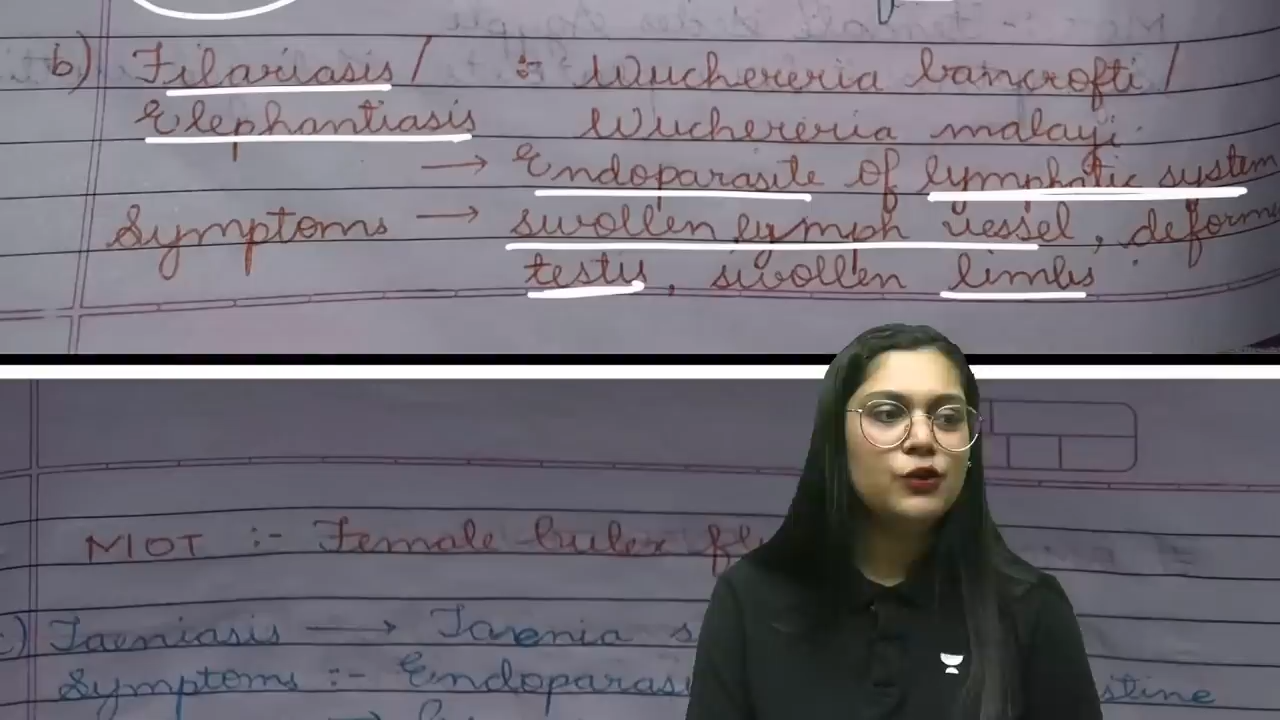 b) Filariasis / :- Wuchereria bancrofti /
Elephantiasis Wuchereria malayi
→ Endoparasite of lymphatic system
Symptoms → swollen lymph vessel, deform
testis, swollen limbs
MOT :- Female Culex
c) Taeniasis → Taenia s
Symptoms :- Endoparasi stine